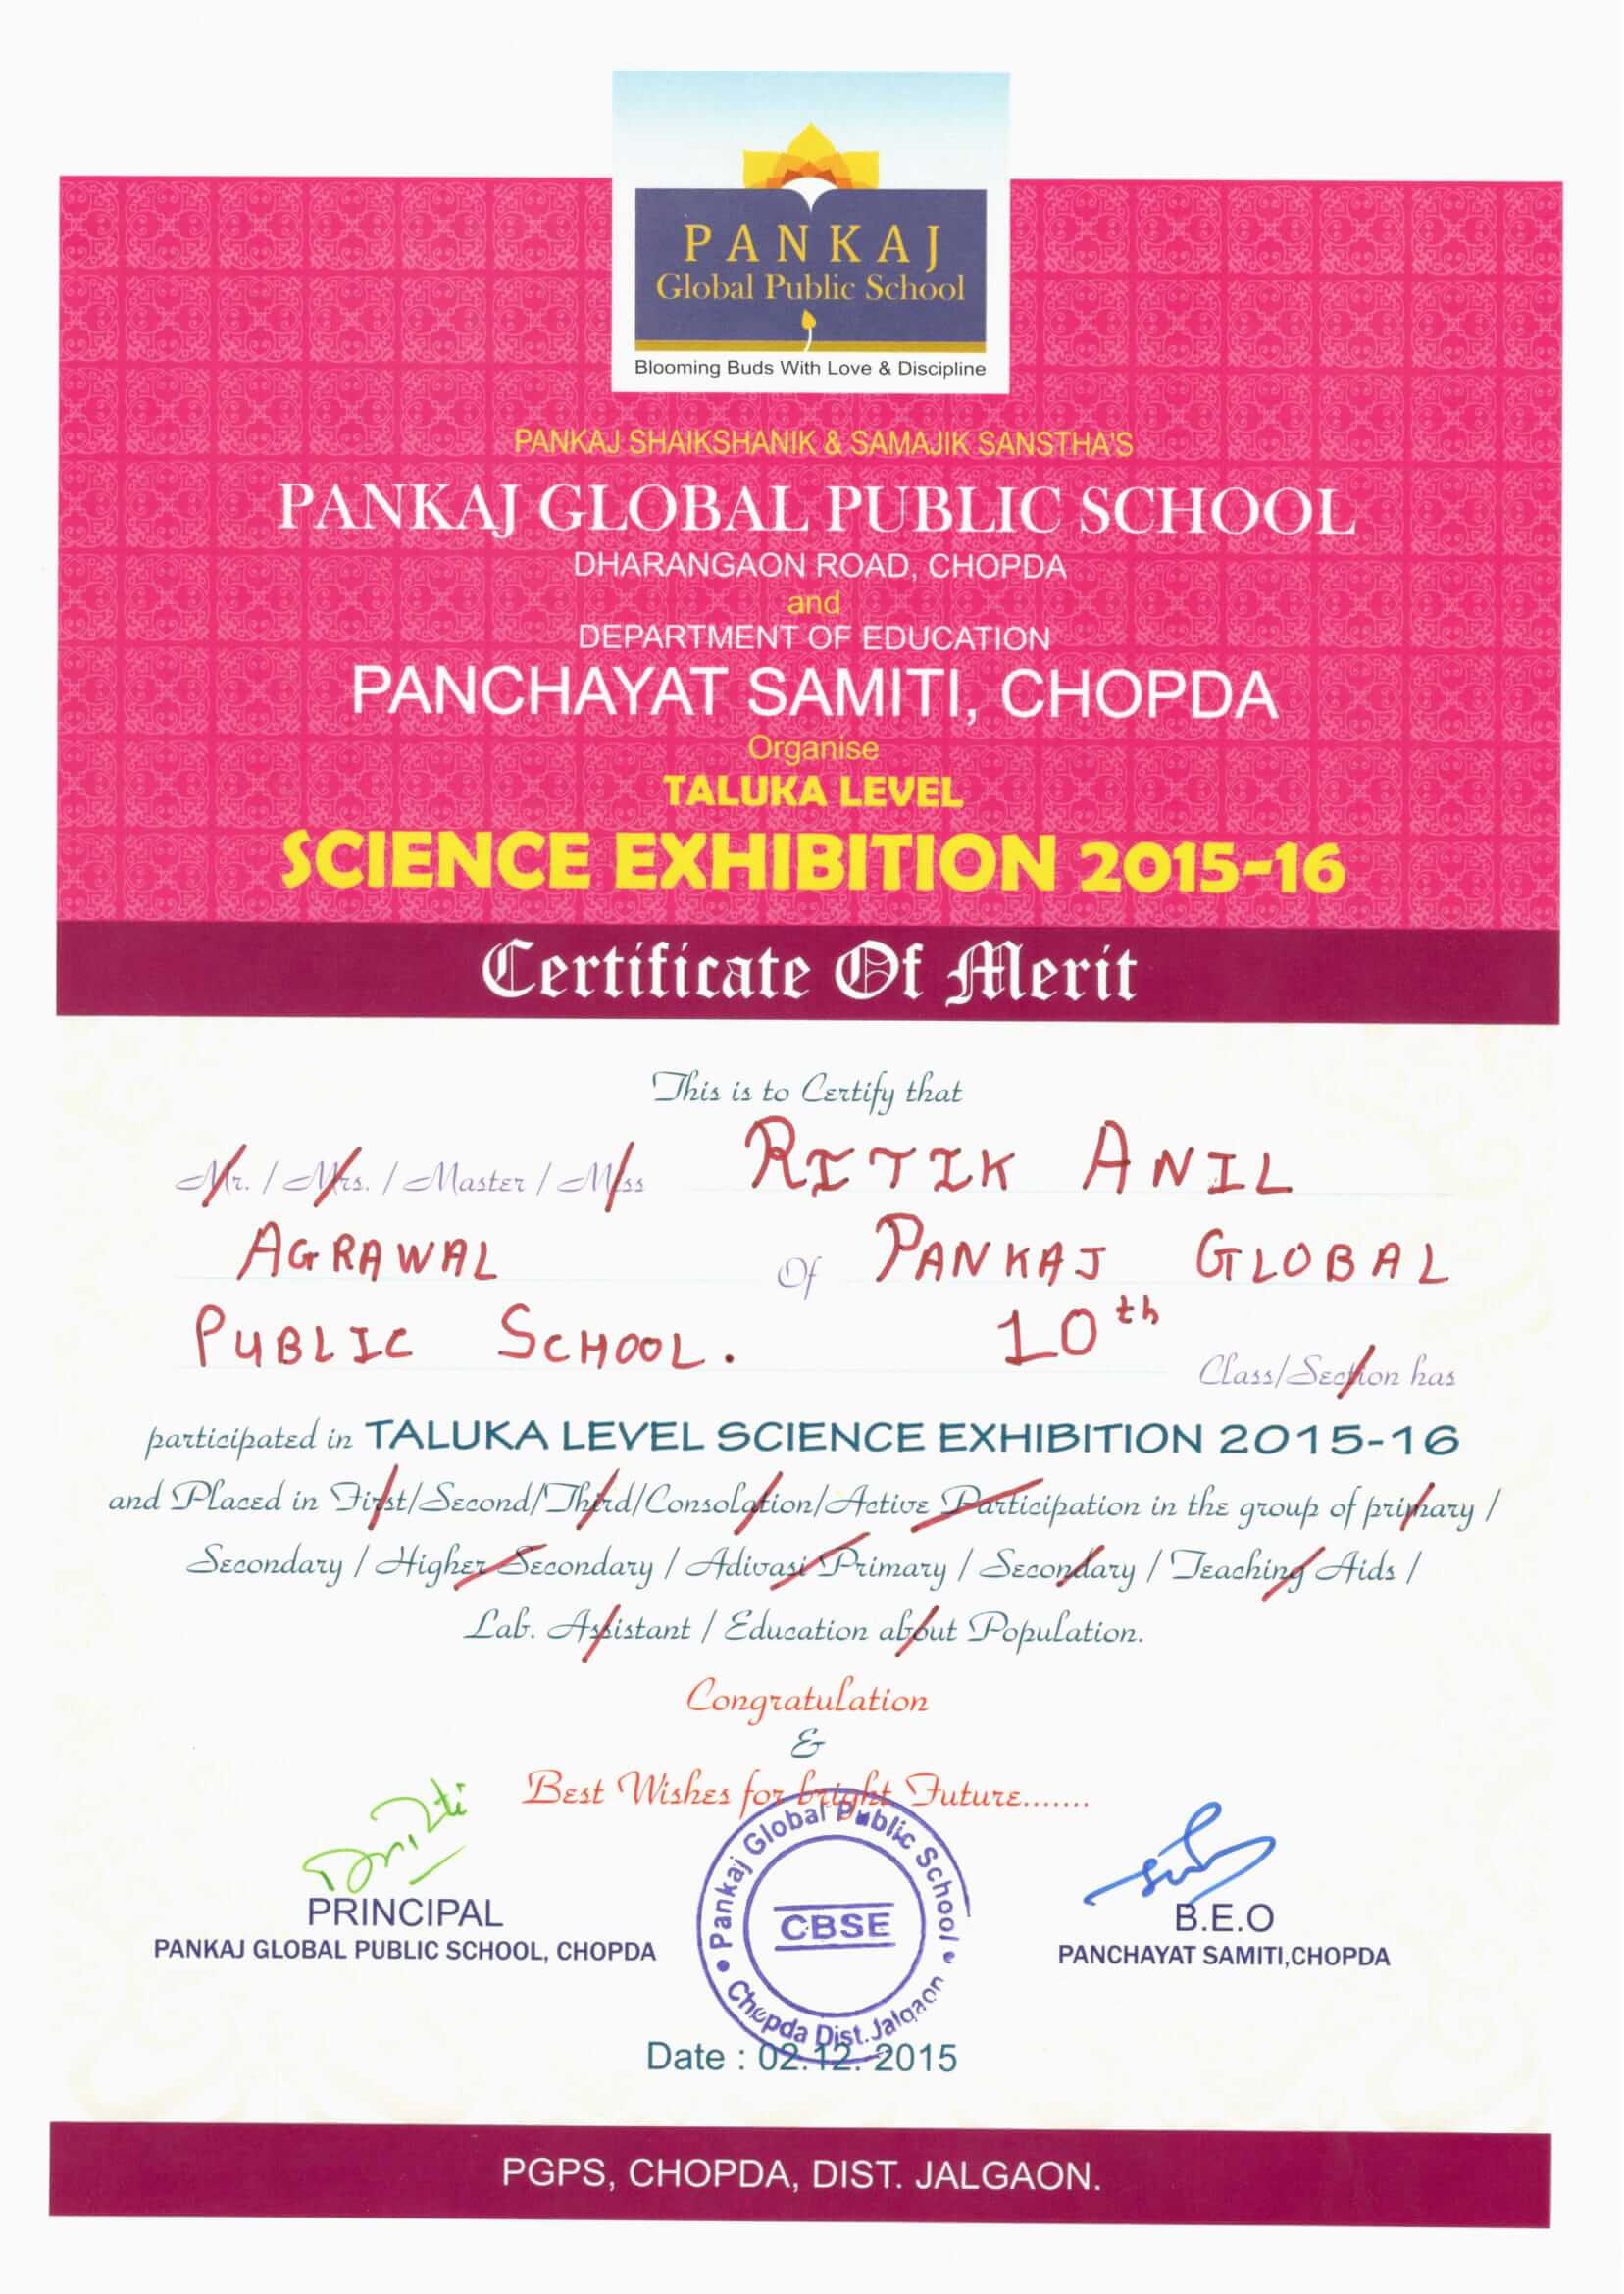 PANKAJ
Global Public School
Blooming Buds With Love & Discipline
PANKAJ SHAIKSHANIK & SAMAJIK SANSTHA'S
PANKAJ GLOBAL PUBLIC SCHOOL
DHARANGAON ROAD, CHOPDA
and
DEPARTMENT OF EDUCATION
PANCHAYAT SAMITI, CHOPDA
Organise
TALUKA LEVEL
SCIENCE EXHIBITION 2015-16
Certificate Of Merit
This is to Certify that
Mr. / Mrs. / Master / Miss RITIK ANIL
AGRAWAL Of PANKAJ GLOBAL
PUBLIC SCHOOL. 10th Class/Section has
participated in TALUKA LEVEL SCIENCE EXHIBITION 2015-16
and Placed in First/Second/Third/Consolation/Active Participation in the group of primary /
Secondary / Higher Secondary / Adivasi Primary / Secondary / Teaching Aids /
Lab. Assistant / Education about Population.
Congratulation
&
Best Wishes for bright Future.......
PRINCIPAL
PANKAJ GLOBAL PUBLIC SCHOOL, CHOPDA
Pankaj Global Public School
CBSE
Chopda Dist. Jalgaon
B.E.O
PANCHAYAT SAMITI,CHOPDA
Date : 02.12.2015
PGPS, CHOPDA, DIST. JALGAON.